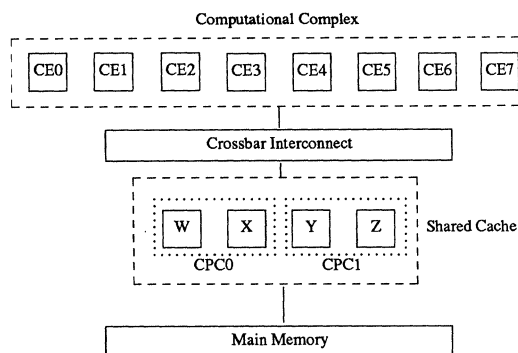 Computational Complex
CE0 CE1 CE2 CE3 CE4 CE5 CE6 CE7
Crossbar Interconnect
W X Y Z
Shared Cache
CPC0 CPC1
Main Memory